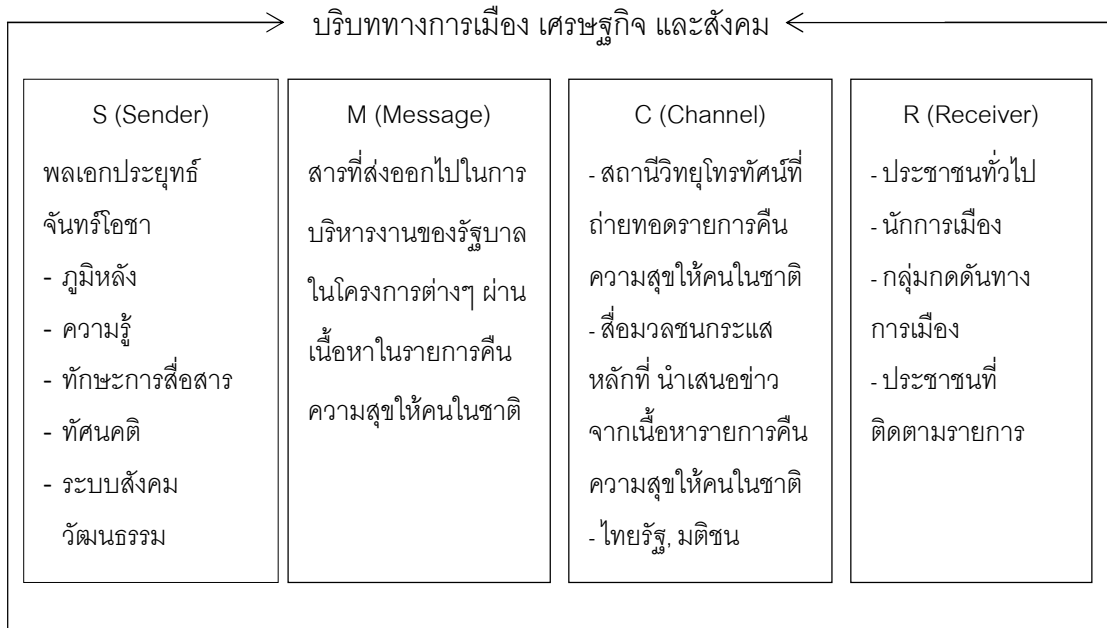 บริบททางการเมือง เศรษฐกิจ และสังคม
S (Sender)
พลเอกประยุทธ์
จันทร์โอชา
- ภูมิหลัง
- ความรู้
- ทักษะการสื่อสาร
- ทัศนคติ
- ระบบสังคม
วัฒนธรรม
M (Message)
สารที่ส่งออกไปในการ
บริหารงานของรัฐบาล
ในโครงการต่างๆ ผ่าน
เนื้อหาในรายการคืน
ความสุขให้คนในชาติ
C (Channel)
- สถานีวิทยุโทรทัศน์ที่
ถ่ายทอดรายการคืน
ความสุขให้คนในชาติ
- สื่อมวลชนกระแส
หลักที่ นำเสนอข่าว
จากเนื้อหารายการคืน
ความสุขให้คนในชาติ
- ไทยรัฐ, มติชน
R (Receiver)
- ประชาชนทั่วไป
- นักการเมือง
- กลุ่มกดดันทาง
การเมือง
- ประชาชนที่
ติดตามรายการ